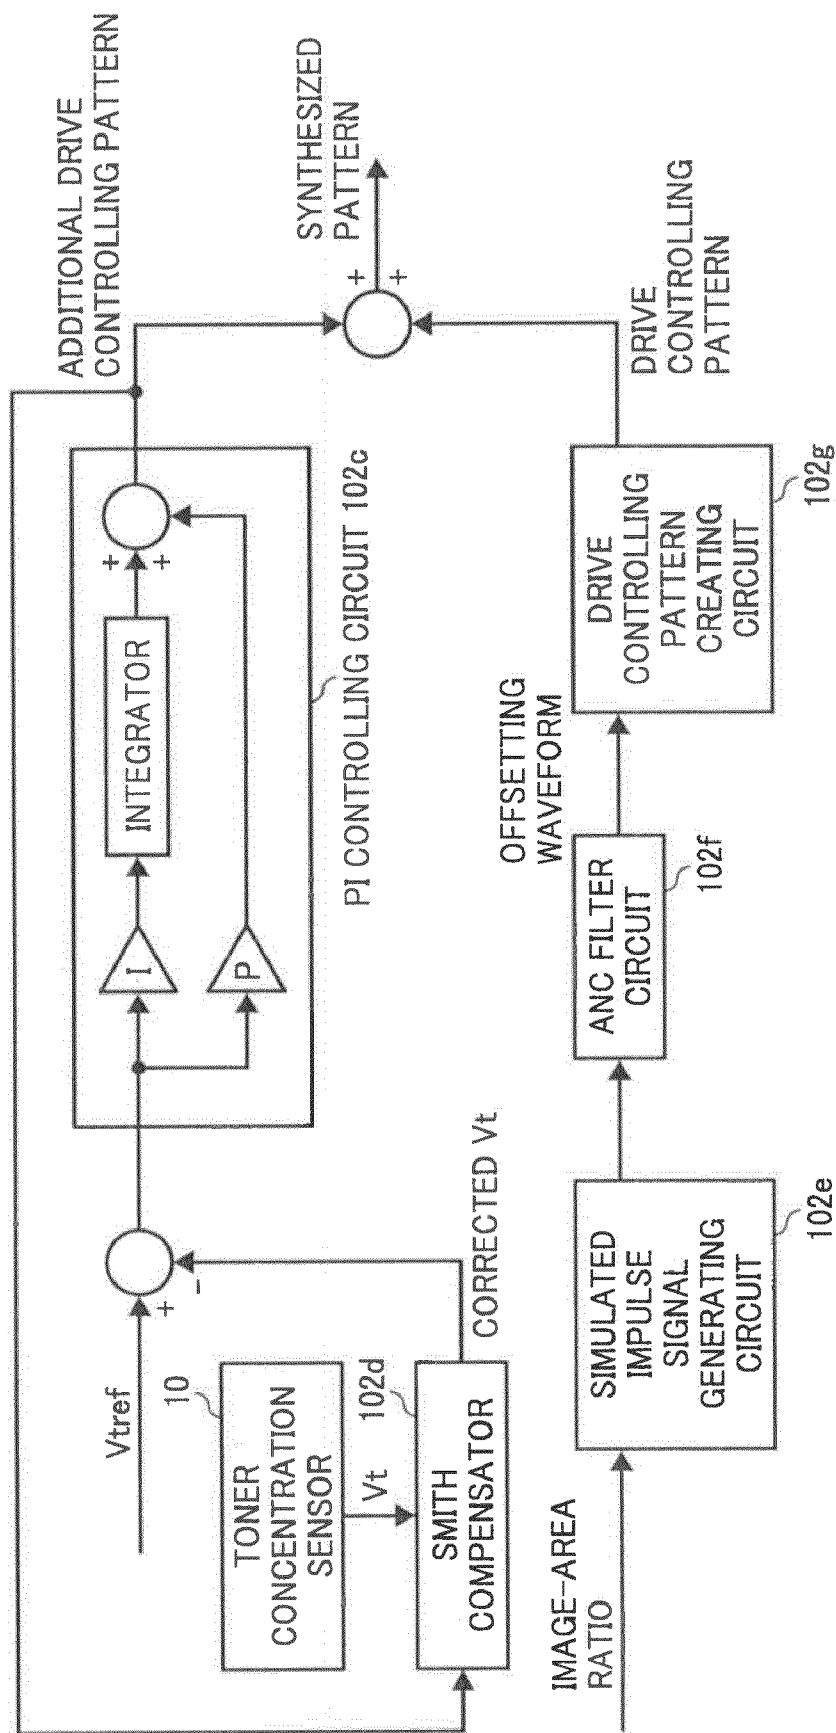 ADDITIONAL DRIVE
CONTROLLING PATTERN
SYNTHESIZED
PATTERN
+
+
+
+
INTEGRATOR
I
P
PI CONTROLLING CIRCUIT 102c
Vtref
+
-
10
TONER
CONCENTRATION
SENSOR
Vt
102d
SMITH
COMPENSATOR
CORRECTED Vt
IMAGE-AREA
RATIO
SIMULATED
IMPULSE
SIGNAL
GENERATING
CIRCUIT
102e
ANC FILTER
CIRCUIT
102f
OFFSETTING
WAVEFORM
DRIVE
CONTROLLING
PATTERN
CREATING
CIRCUIT
102g
DRIVE
CONTROLLING
PATTERN